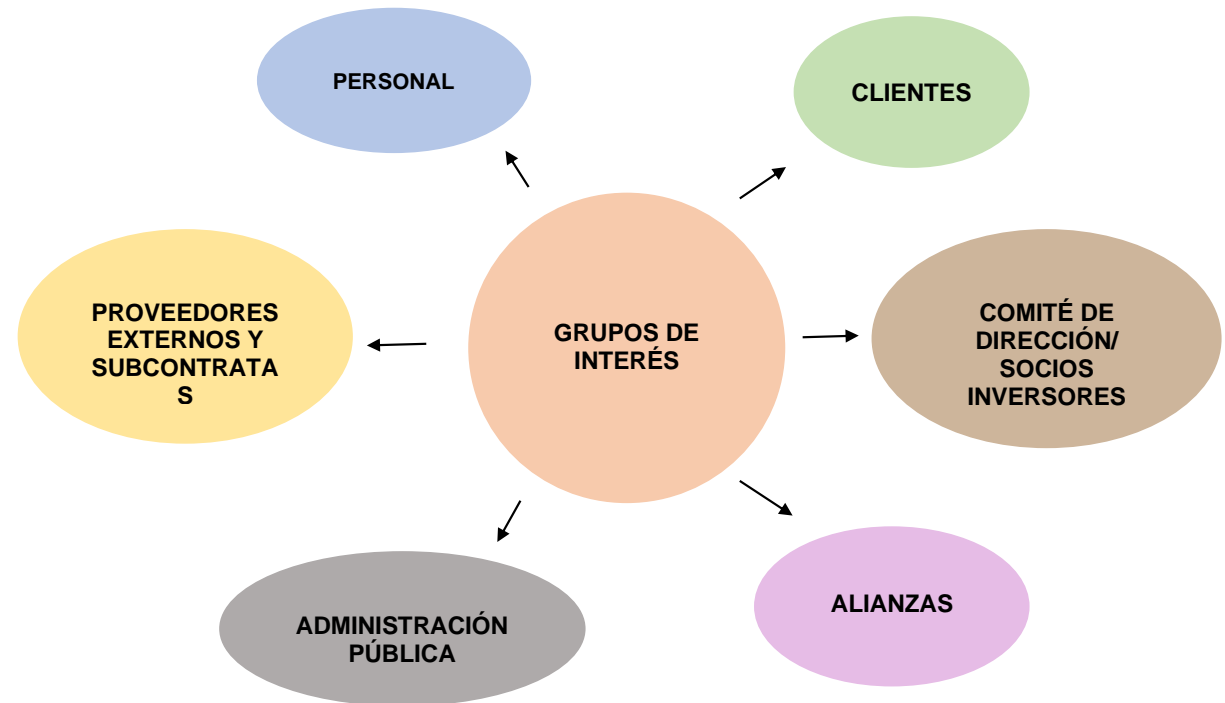 PERSONAL
CLIENTES
PROVEEDORES
EXTERNOS Y
SUBCONTRATA
S
GRUPOS DE
INTERÉS
COMITÉ DE
DIRECCIÓN/
SOCIOS
INVERSORES
ADMINISTRACIÓN
PÚBLICA
ALIANZAS